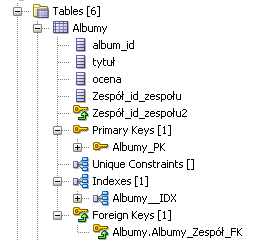 Tables [6]
Albumy
album_id
tytuł
ocena
Zespół_id_zespołu
Zespół_id_zespołu2
Primary Keys [1]
Albumy_PK
Unique Constraints []
Indexes [1]
Albumy__IDX
Foreign Keys [1]
Albumy.Albumy_Zespół_FK